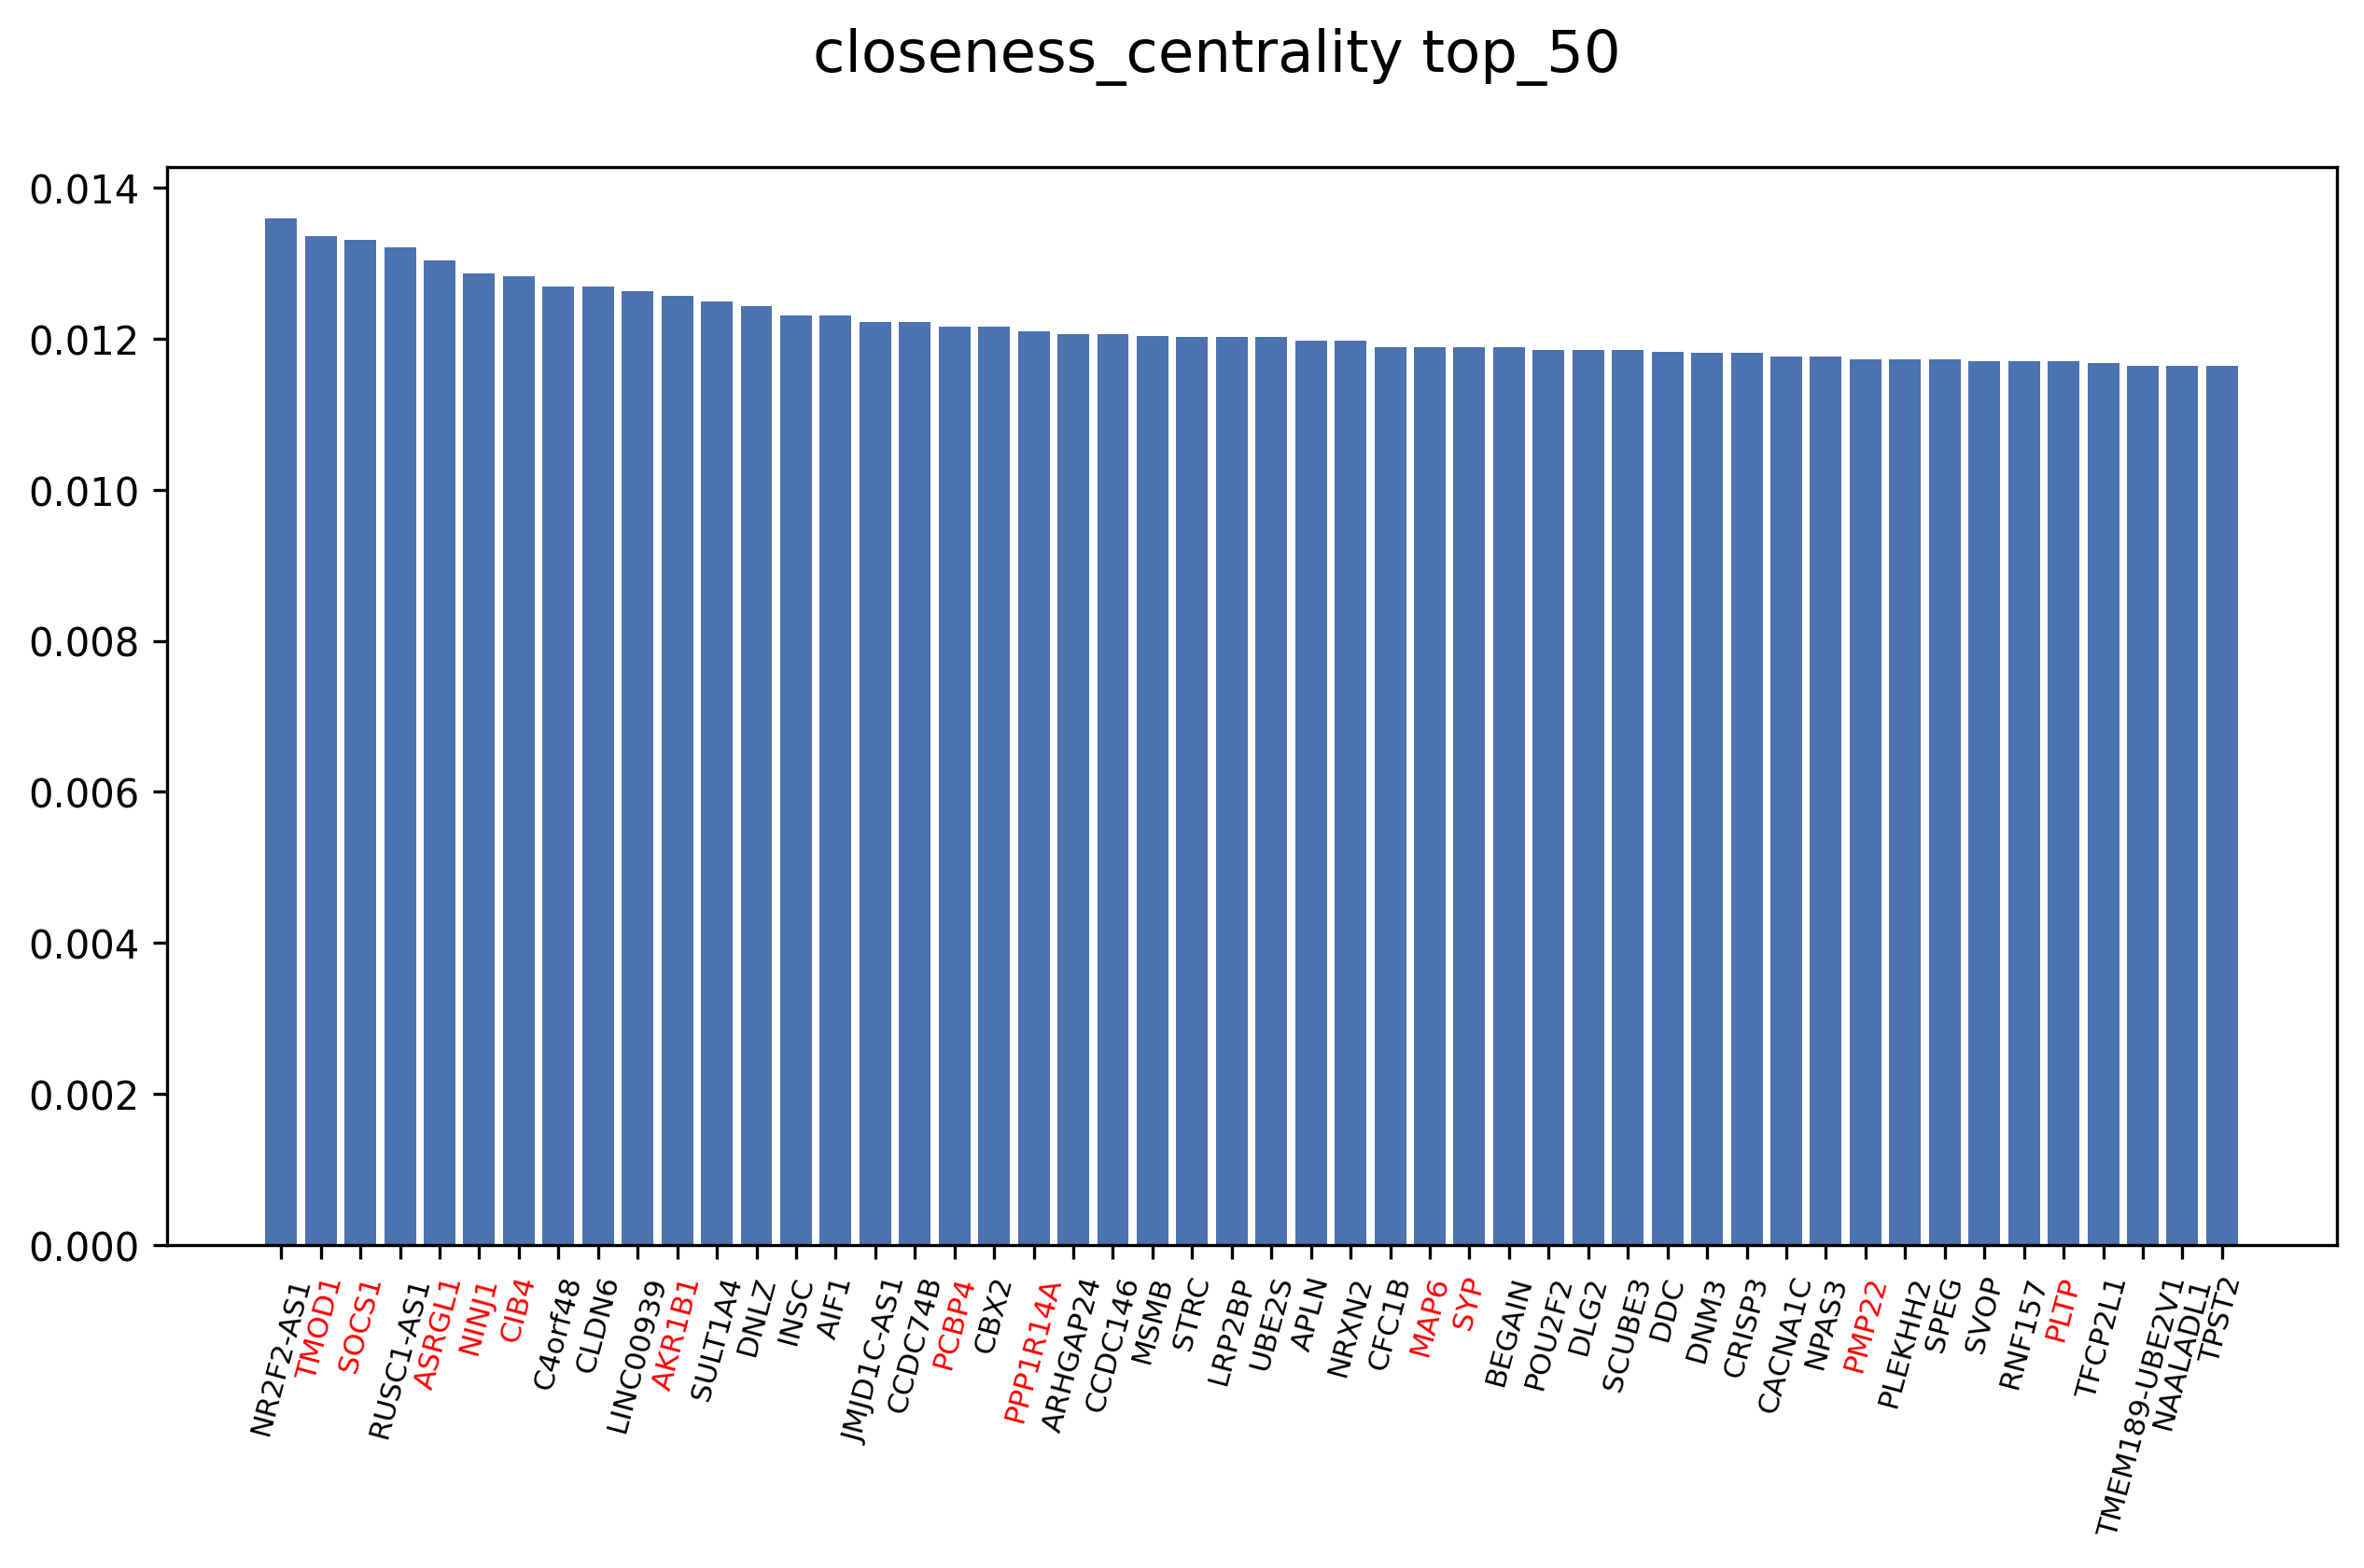 closeness_centrality top_50
0.014
0.012
0.010
0.008
0.006
0.004
0.002
0.000
NR2F2-AS1
TMOD1
SOCS1
RUSC1-AS1
ASRGL1
NINJ1
CIB4
C4orf48
CLDN6
LINC00939
AKR1B1
SULT1A4
DNLZ
INSC
AIF1
JMJD1C-AS1
CCDC74B
PCBP4
CBX2
PPP1R14A
ARHGAP24
CCDC146
MSMB
STRC
LRP2BP
UBE2S
APLN
NRXN2
CFC1B
MAP6
SYP
BEGAIN
POU2F2
DLG2
SCUBE3
DDC
DNM3
CRISP3
CACNA1C
NPAS3
PMP22
PLEKHH2
SPEG
SVOP
RNF157
PLTP
TFCP2L1
TMEM189-UBE2V1
NAALADL1
TPST2